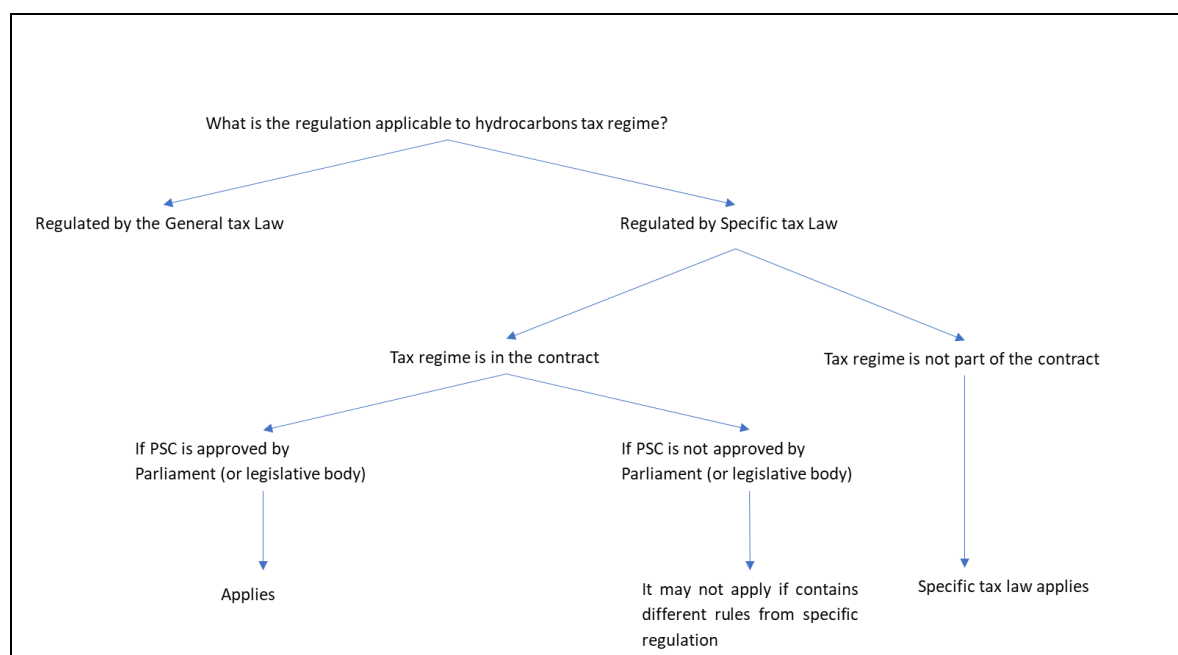 What is the regulation applicable to hydrocarbons tax regime?
Regulated by the General tax Law
Regulated by Specific tax Law
Tax regime is in the contract
Tax regime is not part of the contract
If PSC is approved by
Parliament (or legislative body)
If PSC is not approved by
Parliament (or legislative body)
Applies
It may not apply if contains
different rules from specific
regulation
Specific tax law applies